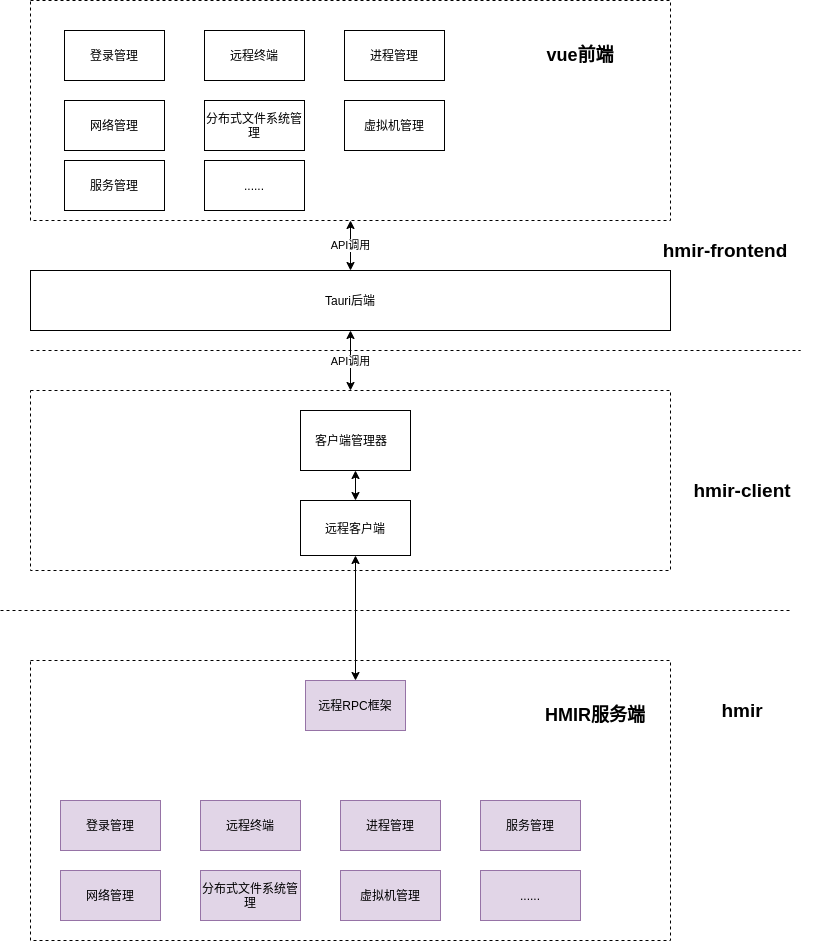 登录管理
远程终端
进程管理
vue前端
网络管理
分布式文件系统管
理
虚拟机管理
服务管理
......
API调用
hmir-frontend
Tauri后端
API调用
客户端管理器
hmir-client
远程客户端
远程RPC框架
HMIR服务端
hmir
登录管理
远程终端
进程管理
服务管理
网络管理
分布式文件系统管
理
虚拟机管理
......